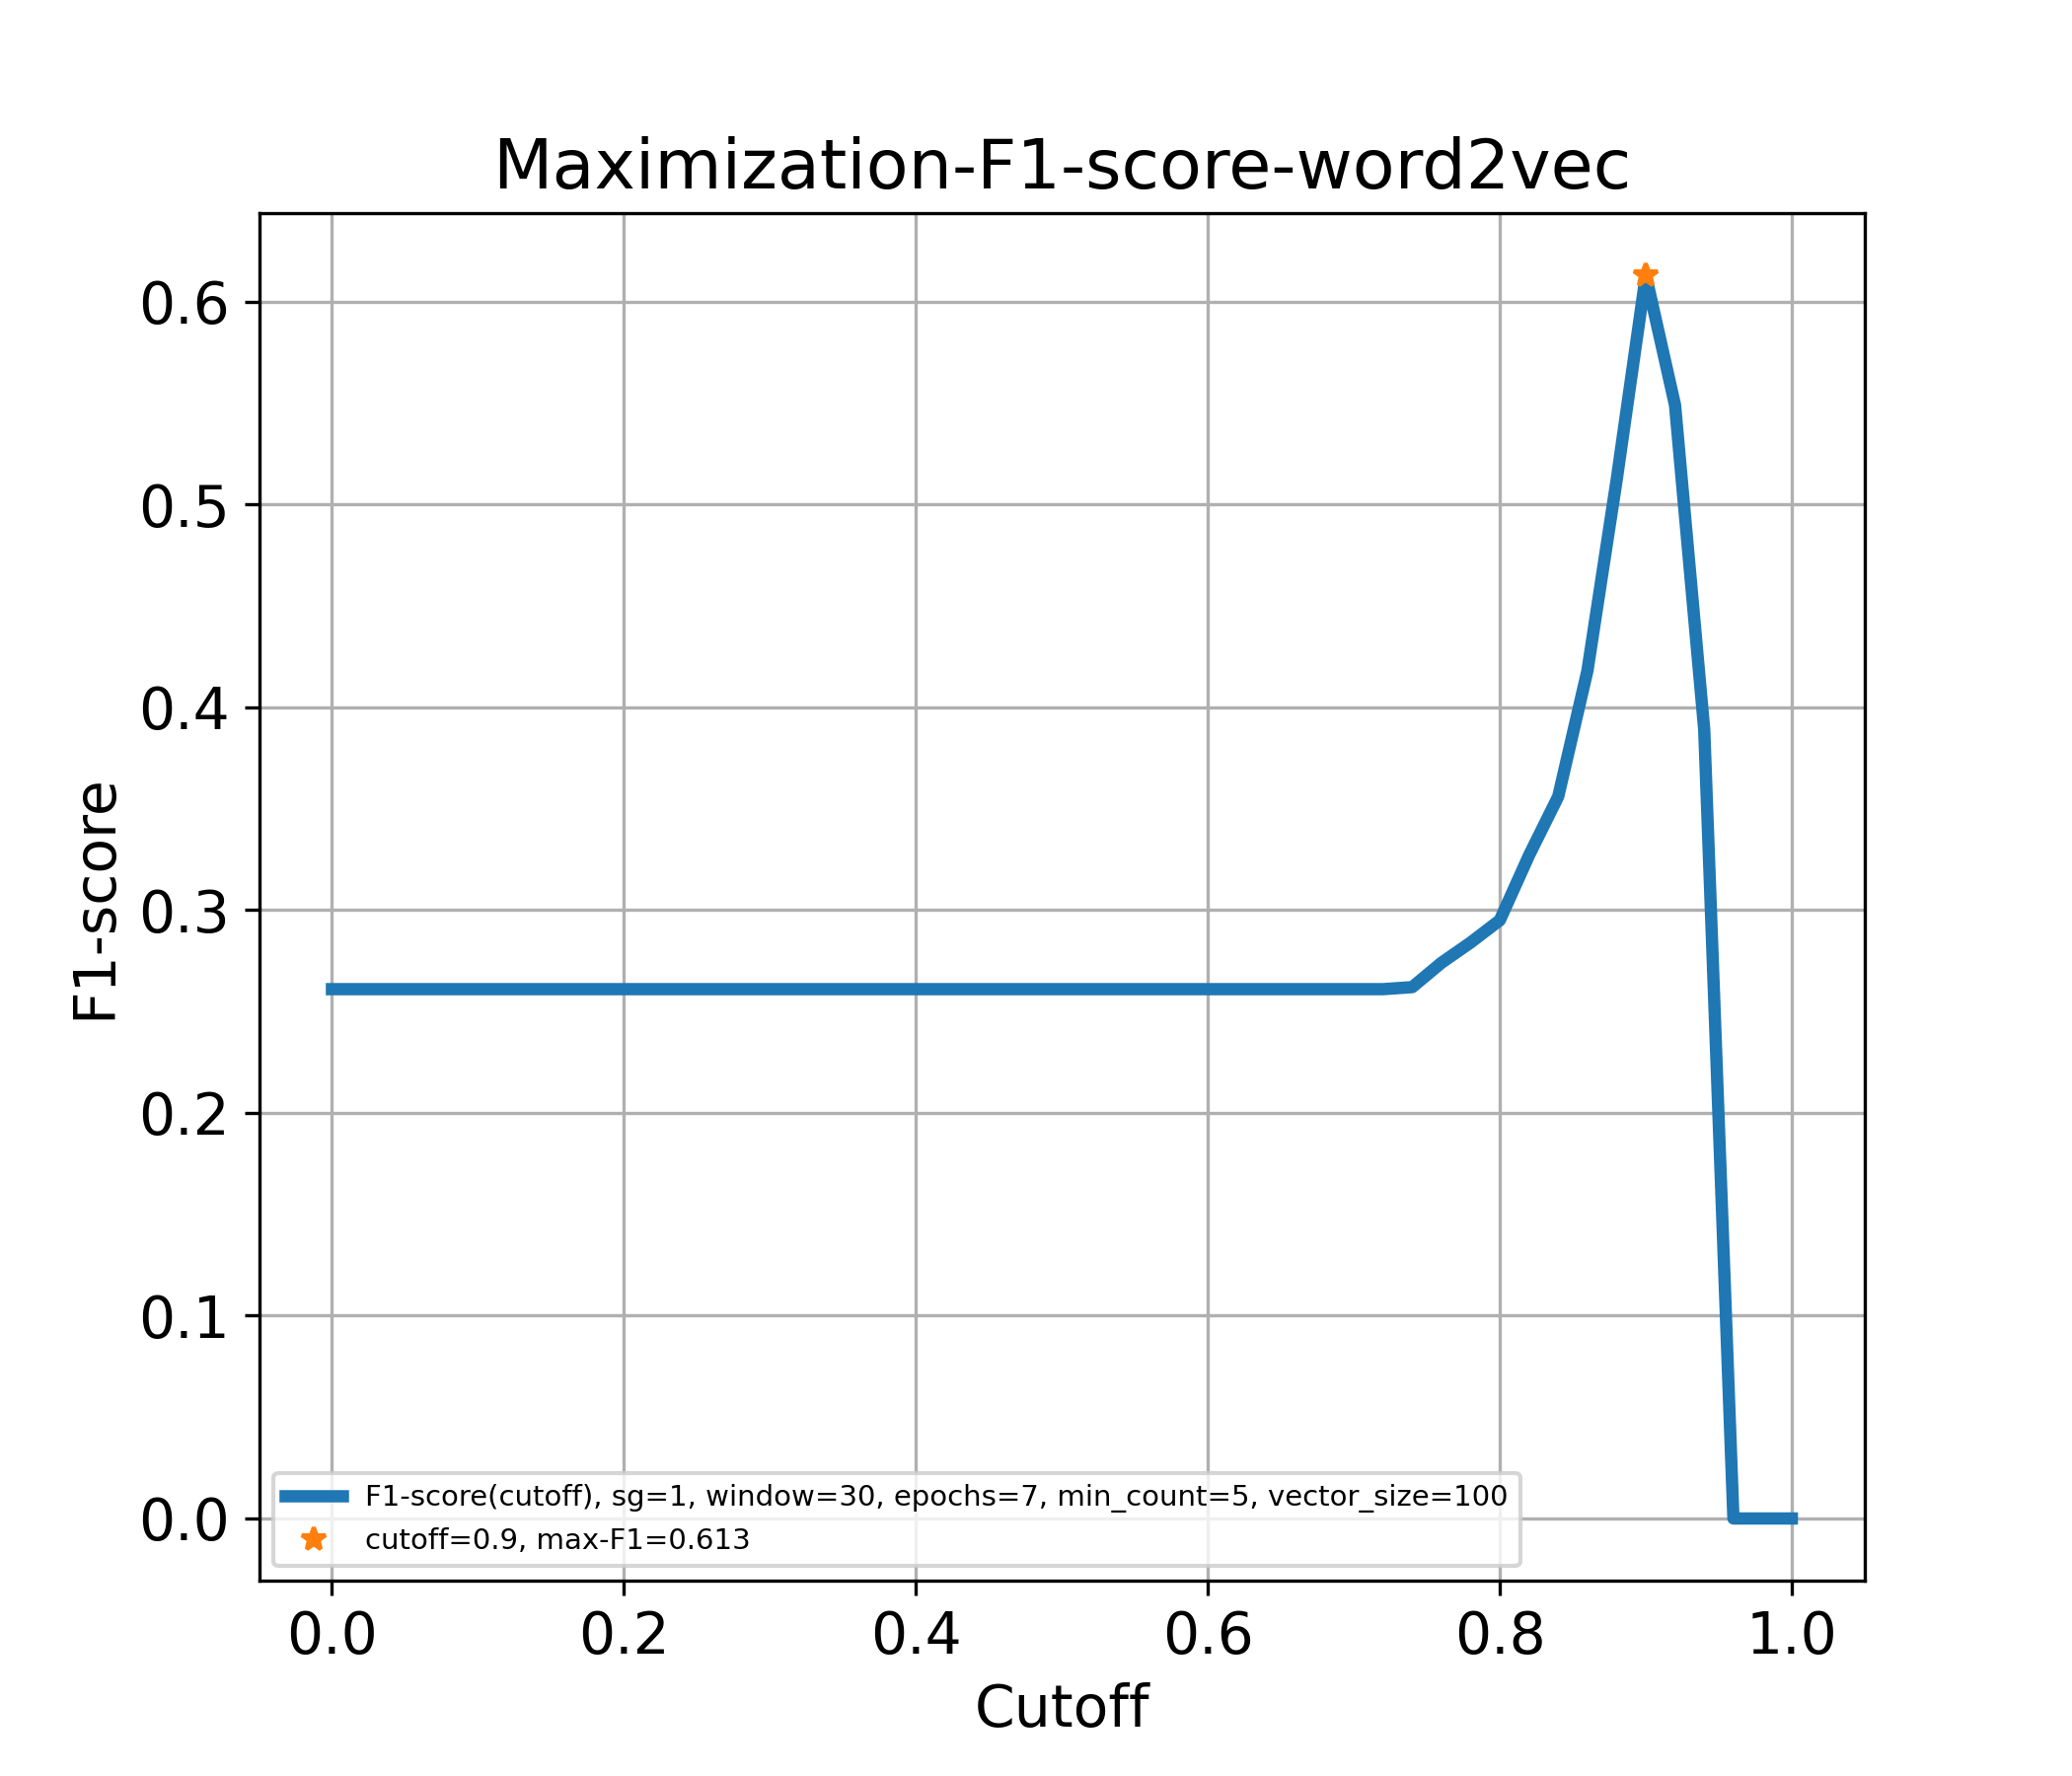 Maximization-F1-score-word2vec
F1-score
0.6
0.5
0.4
0.3
0.2
0.1
0.0
F1-score(cutoff), sg=1, window=30, epochs=7, min_count=5, vector_size=100
cutoff=0.9, max-F1=0.613
0.0 0.2 0.4 0.6 0.8 1.0
Cutoff